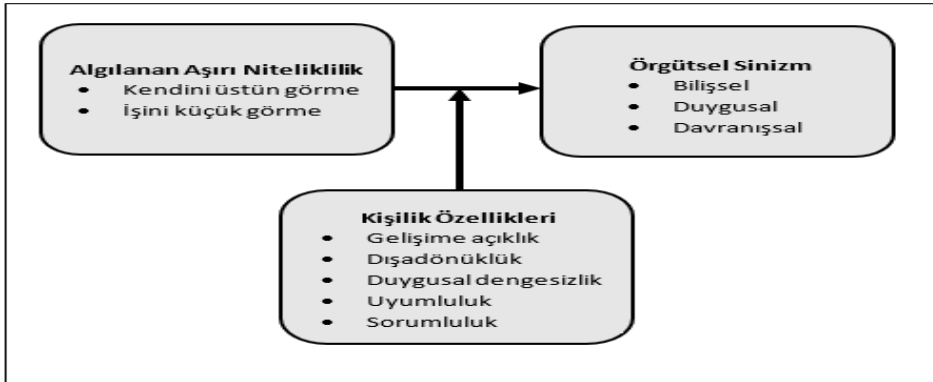 Algılanan Aşırı Niteliklilik
• Kendini üstün görme
• İşini küçük görme
Örgütsel Sinizm
• Bilişsel
• Duygusal
• Davranışsal
Kişilik Özellikleri
• Gelişime açıklık
• Dışadönüklük
• Duygusal dengesizlik
• Uyumluluk
• Sorumluluk